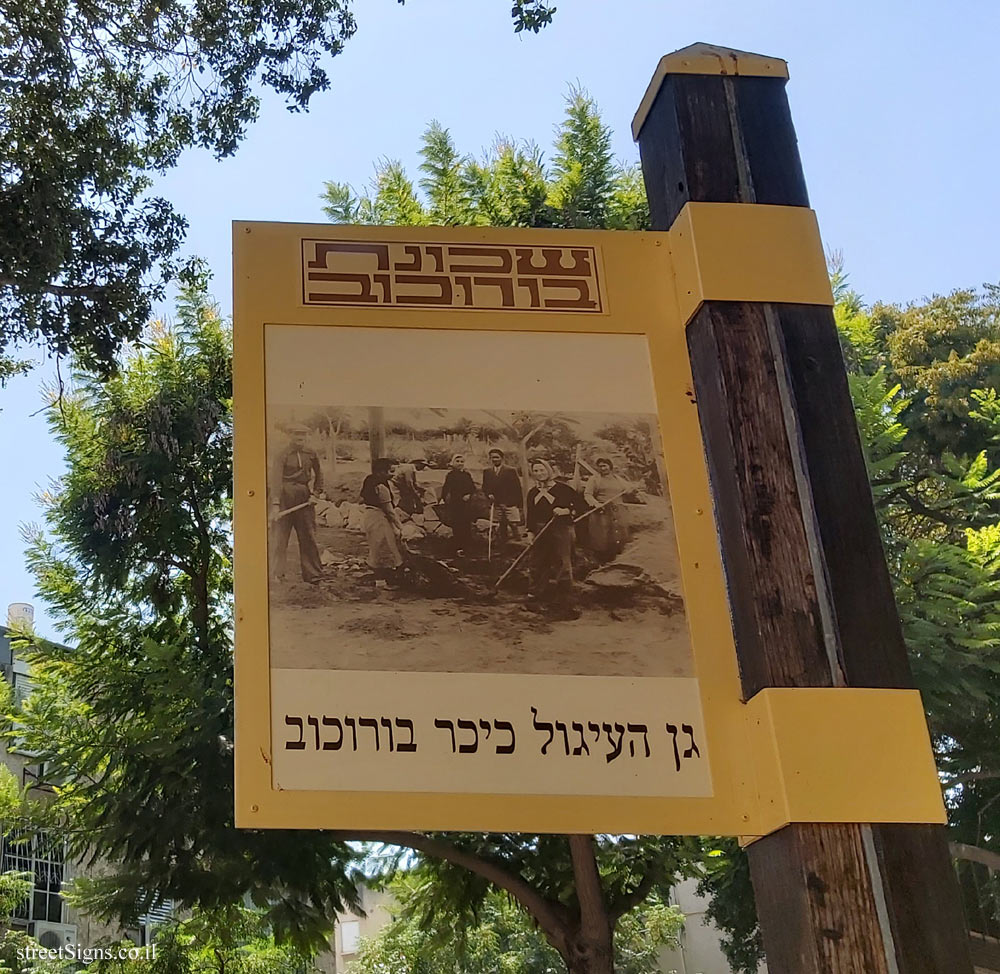 שכונת
בורוכוב
גן העיגול כיכר בורוכוב
streetSigns.co.il